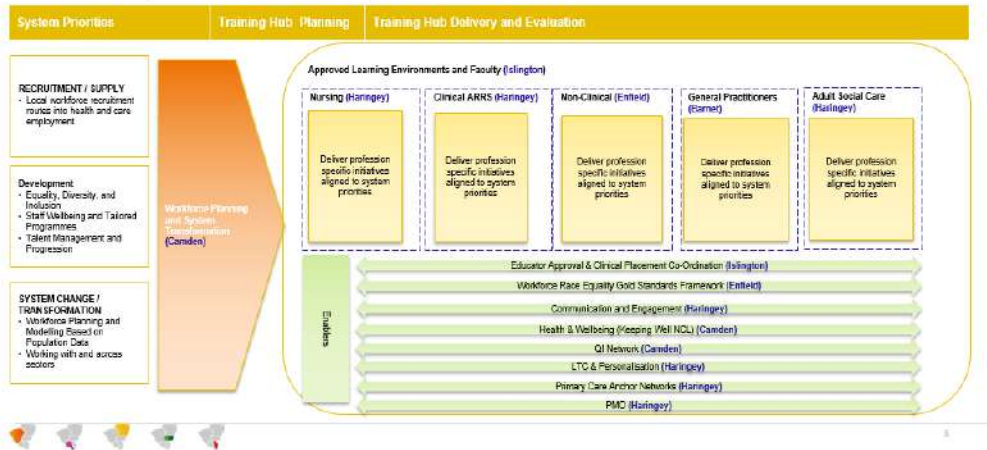 System Priorities
Training Hub Planning
Training Hub Delivery and Evaluation
RECRUITMENT / SUPPLY
- Local workforce recruitment
routes into health and care
employment
Development
- Equality, Diversity, and
Inclusion
- Staff Wellbeing and Tailored
Programmes
- Talent Management and
Progression
SYSTEM CHANGE /
TRANSFORMATION
- Workforce Planning and
Modelling Based on
Population Data
- Working with and across
sectors
Workforce Planning
and System
Transformation
(Camden)
Approved Learning Environments and Faculty (Islington)
Nursing (Haringey)
Deliver profession
specific initiatives
aligned to system
priorities
Clinical ARRS (Haringey)
Deliver profession
specific initiatives
aligned to system
priorities
Non-Clinical (Enfield)
Deliver profession
specific initiatives
aligned to system
priorities
General Practitioners
(Barnet)
Deliver profession
specific initiatives
aligned to system
priorities
Adult Social Care
(Haringey)
Deliver profession
specific initiatives
aligned to system
priorities
Enablers
Educator Approval & Clinical Placement Co-Ordination (Islington)
Workforce Race Equality Gold Standards Framework (Enfield)
Communication and Engagement (Haringey)
Health & Wellbeing (Keeping Well NCL) (Camden)
QI Network (Camden)
LTC & Personalisation (Haringey)
Primary Care Anchor Networks (Haringey)
PMO (Haringey)